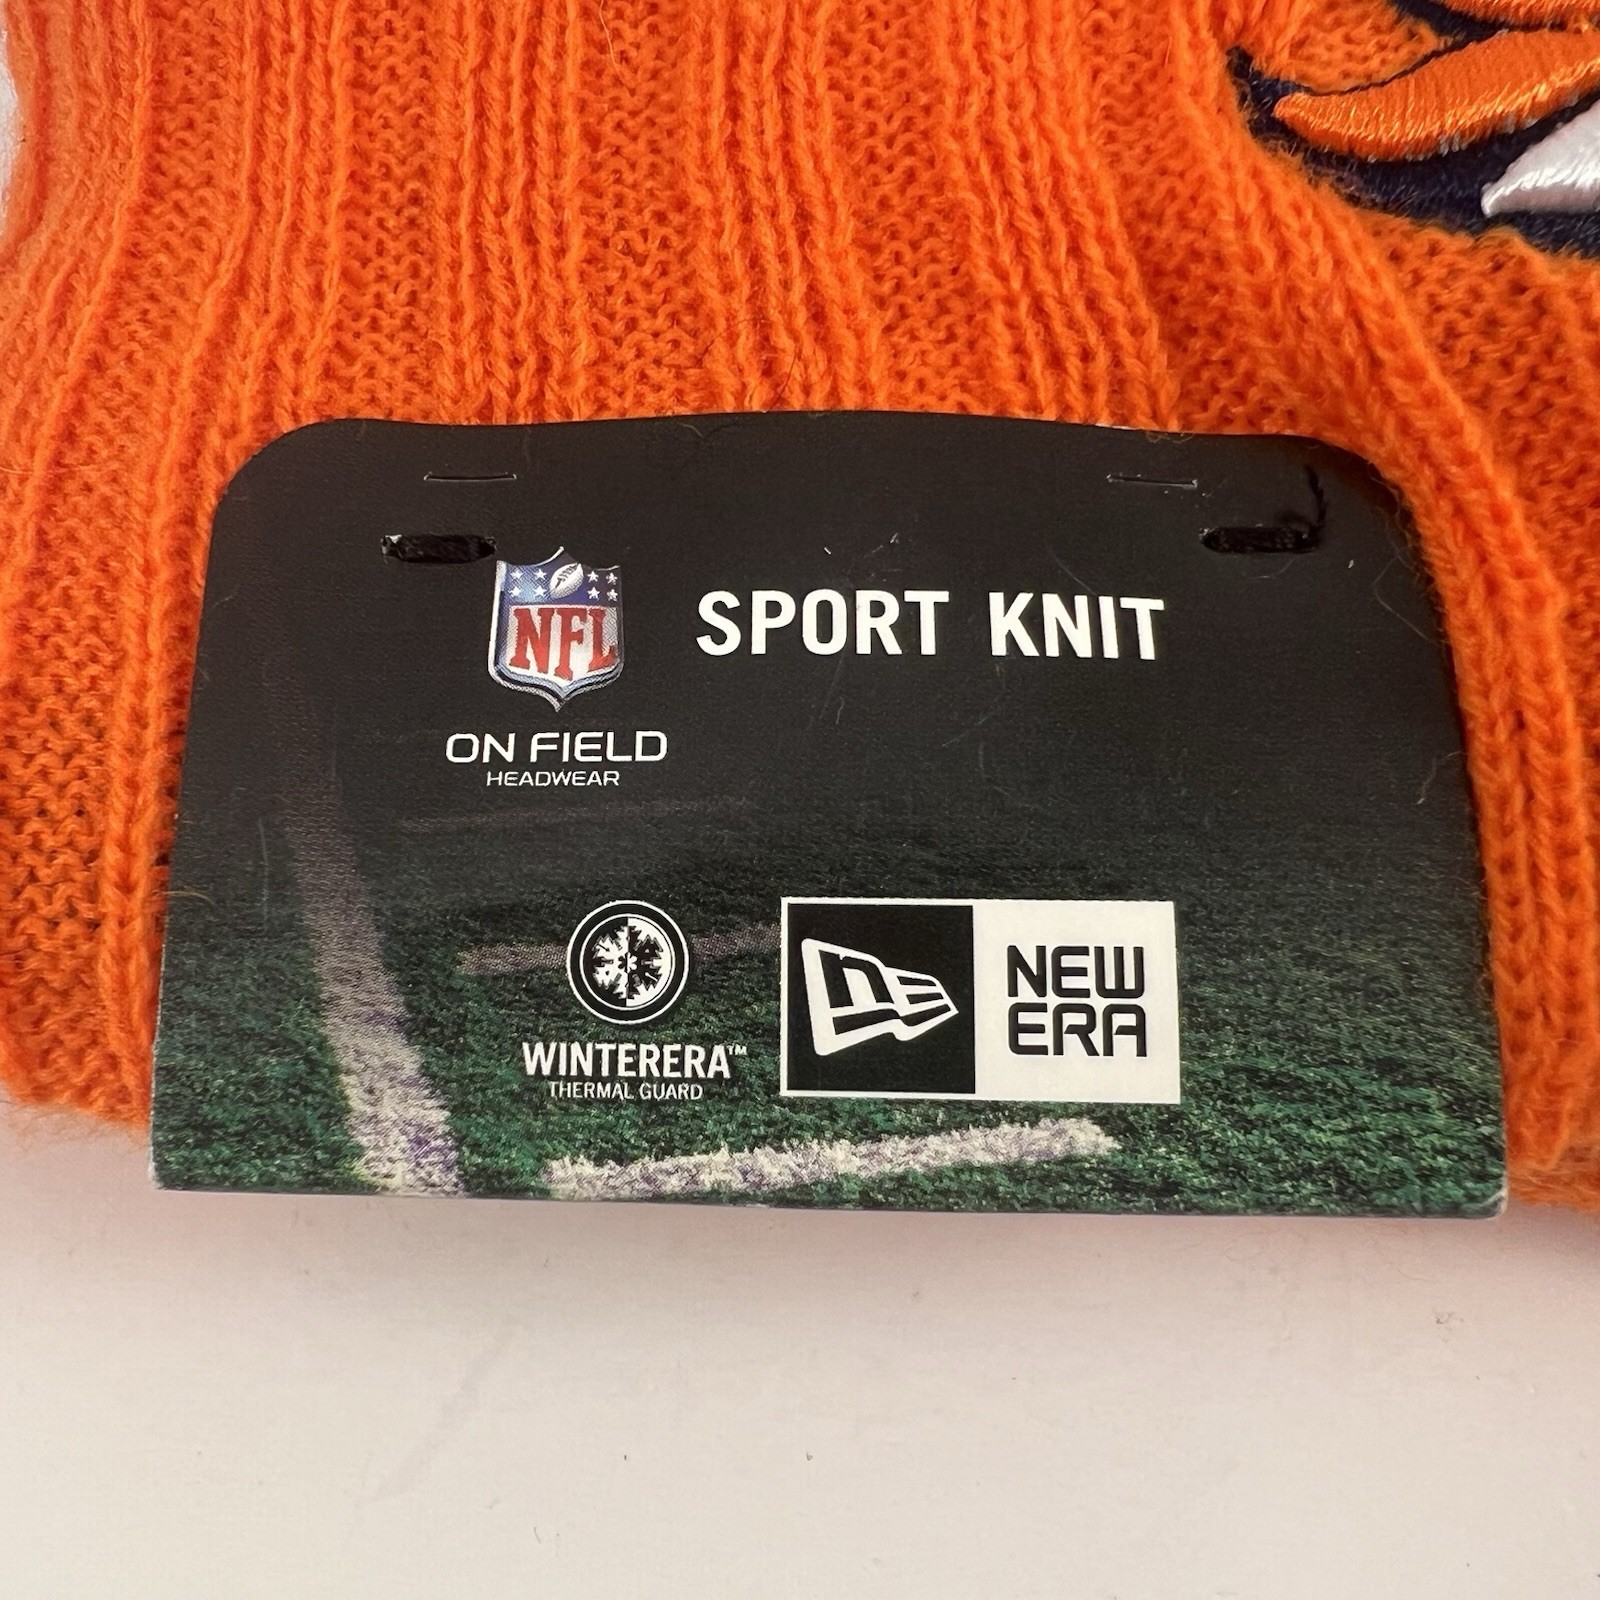 NFL
SPORT KNIT
ON FIELD
HEADWEAR
WINTERERA™
THERMAL GUARD
NEW
ERA